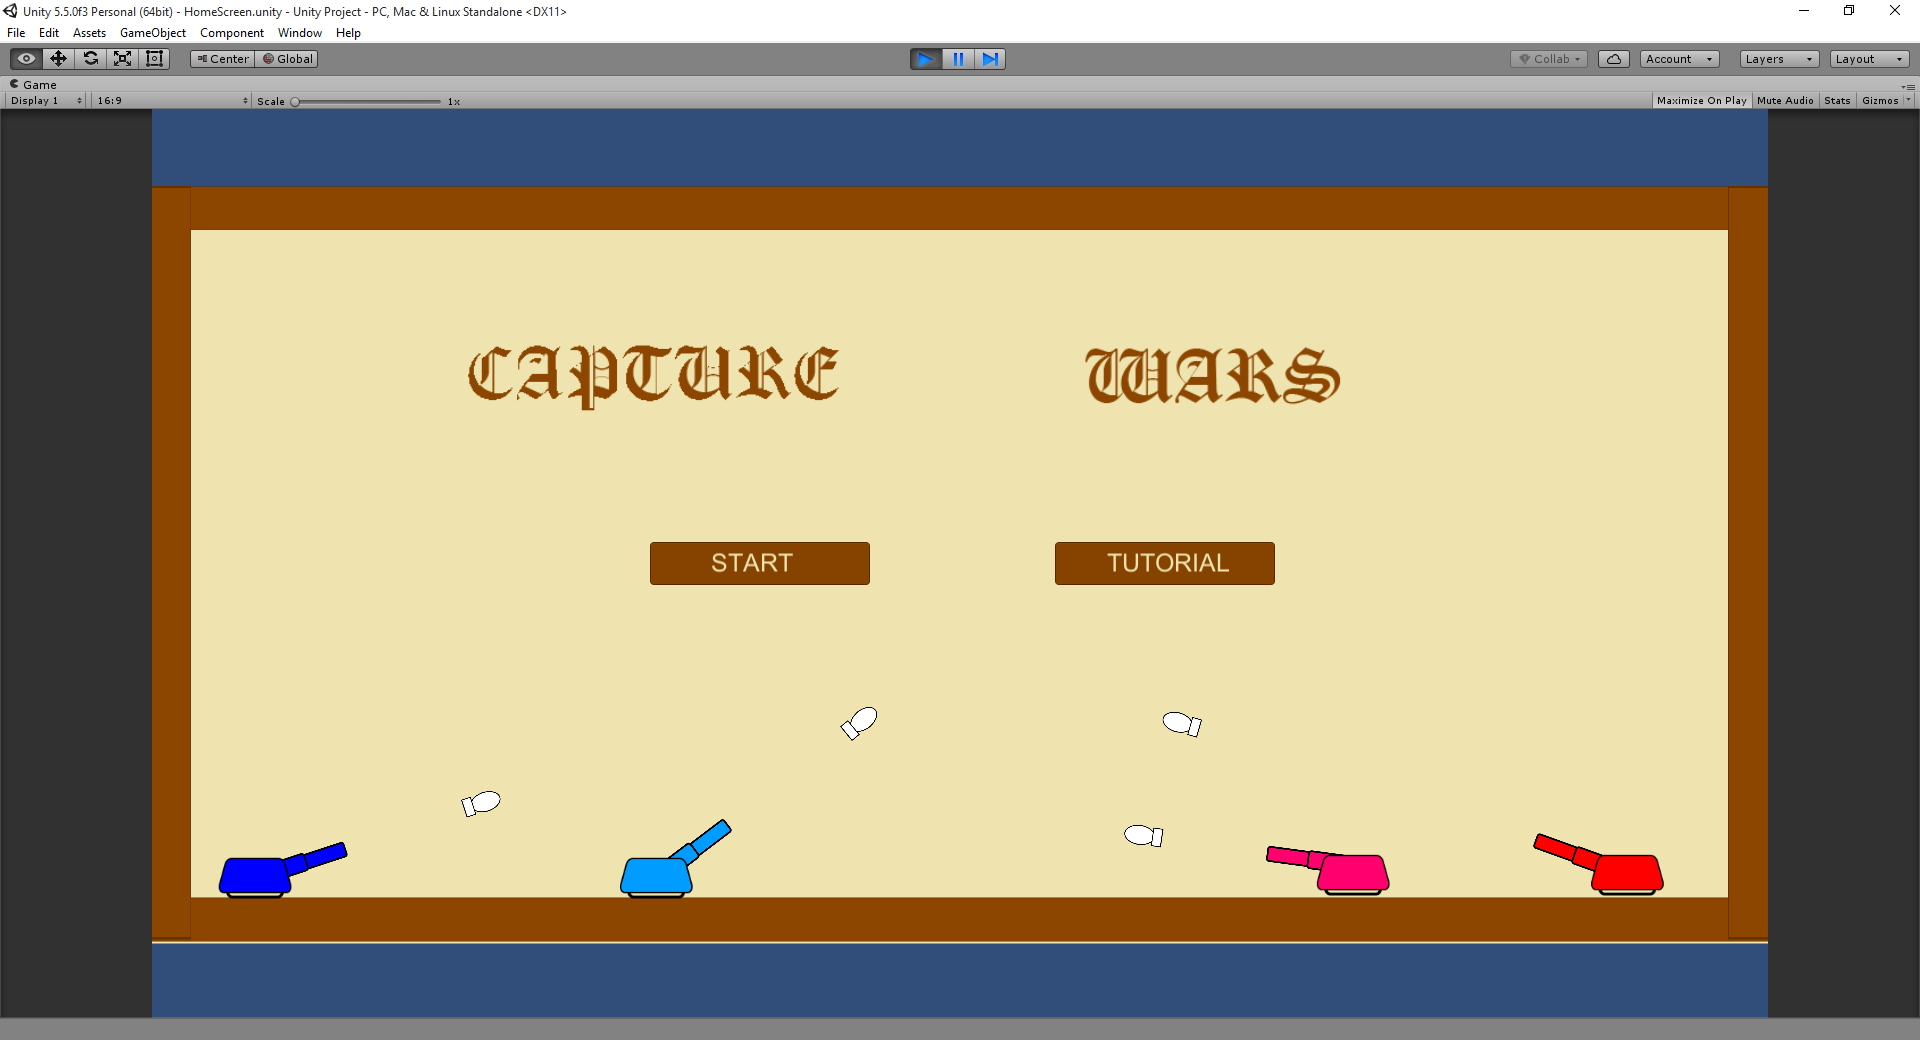 Unity 5.5.0f3 Personal (64bit) - HomeScreen.unity - Unity Project - PC, Mac & Linux Standalone <DX11>
File Edit Assets GameObject Component Window Help
Center Global Collab Account Layers Layout
Game
Display 1 16:9 Scale 1x Maximize On Play Mute Audio Stats Gizmos
CAPTURE WARS
START TUTORIAL